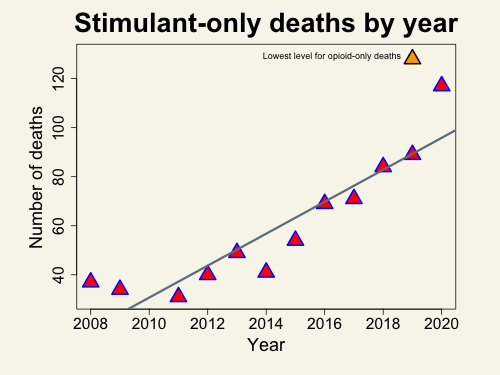 Stimulant-only deaths by year
Lowest level for opioid-only deaths
Number of deaths
120
100
80
60
40
2008 2010 2012 2014 2016 2018 2020
Year